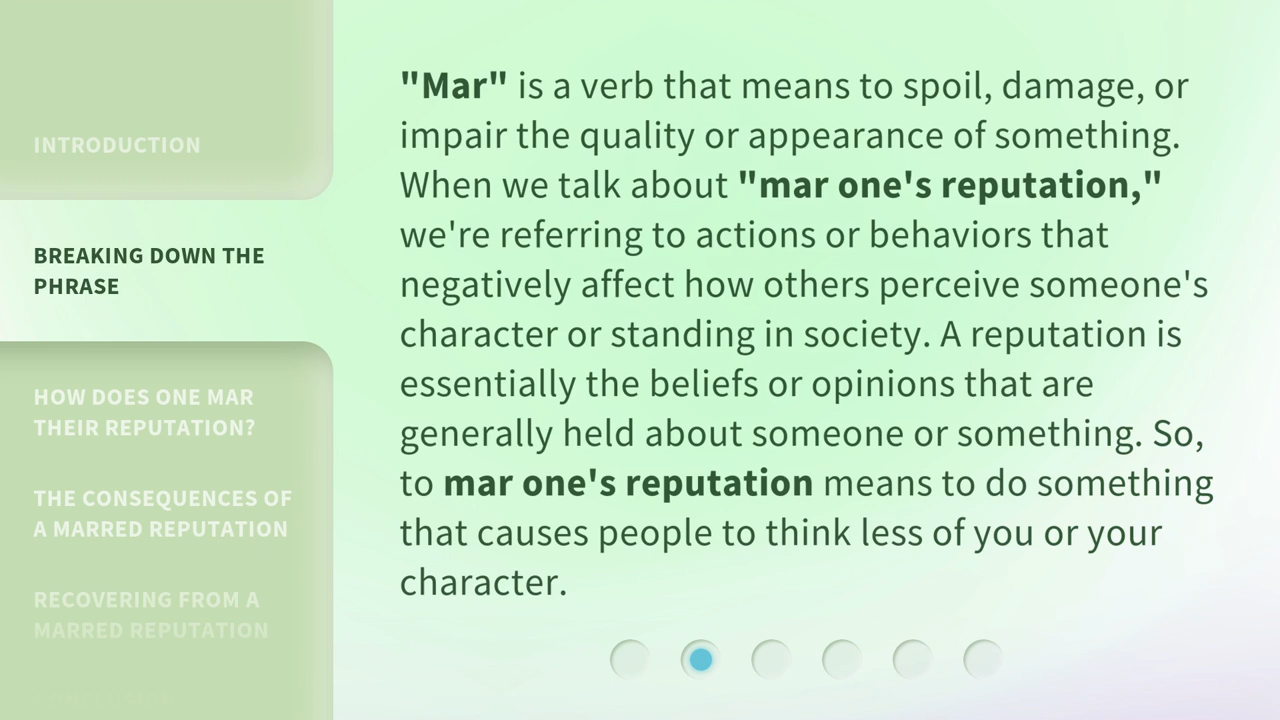 INTRODUCTION
BREAKING DOWN THE
PHRASE
HOW DOES ONE MAR
THEIR REPUTATION?
THE CONSEQUENCES OF
A MARRED REPUTATION
RECOVERING FROM A
MARRED REPUTATION
"Mar" is a verb that means to spoil, damage, or
impair the quality or appearance of something.
When we talk about "mar one's reputation,"
we're referring to actions or behaviors that
negatively affect how others perceive someone's
character or standing in society. A reputation is
essentially the beliefs or opinions that are
generally held about someone or something. So,
to mar one's reputation means to do something
that causes people to think less of you or your
character.